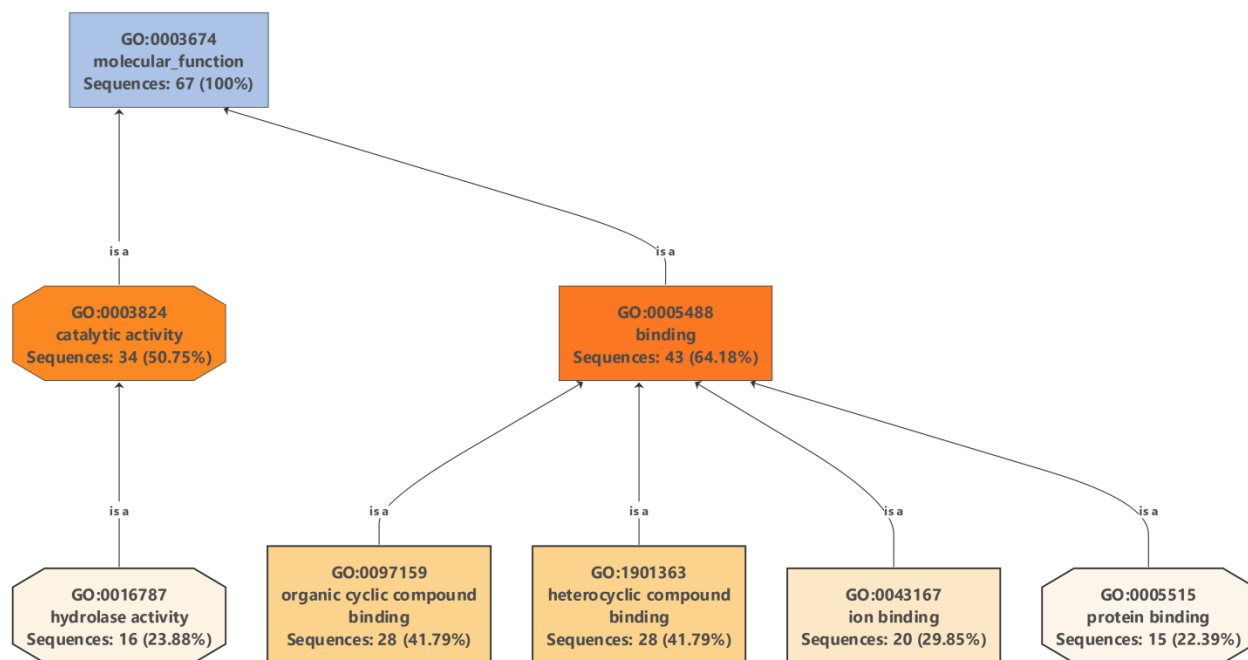 GO:0003674
molecular_function
Sequences: 67 (100%)
is a
is a
GO:0003824
catalytic activity
Sequences: 34 (50.75%)
GO:0005488
binding
Sequences: 43 (64.18%)
is a
is a
is a
is a
is a
GO:0016787
hydrolase activity
Sequences: 16 (23.88%)
GO:0097159
organic cyclic compound
binding
Sequences: 28 (41.79%)
GO:1901363
heterocyclic compound
binding
Sequences: 28 (41.79%)
GO:0043167
ion binding
Sequences: 20 (29.85%)
GO:0005515
protein binding
Sequences: 15 (22.39%)